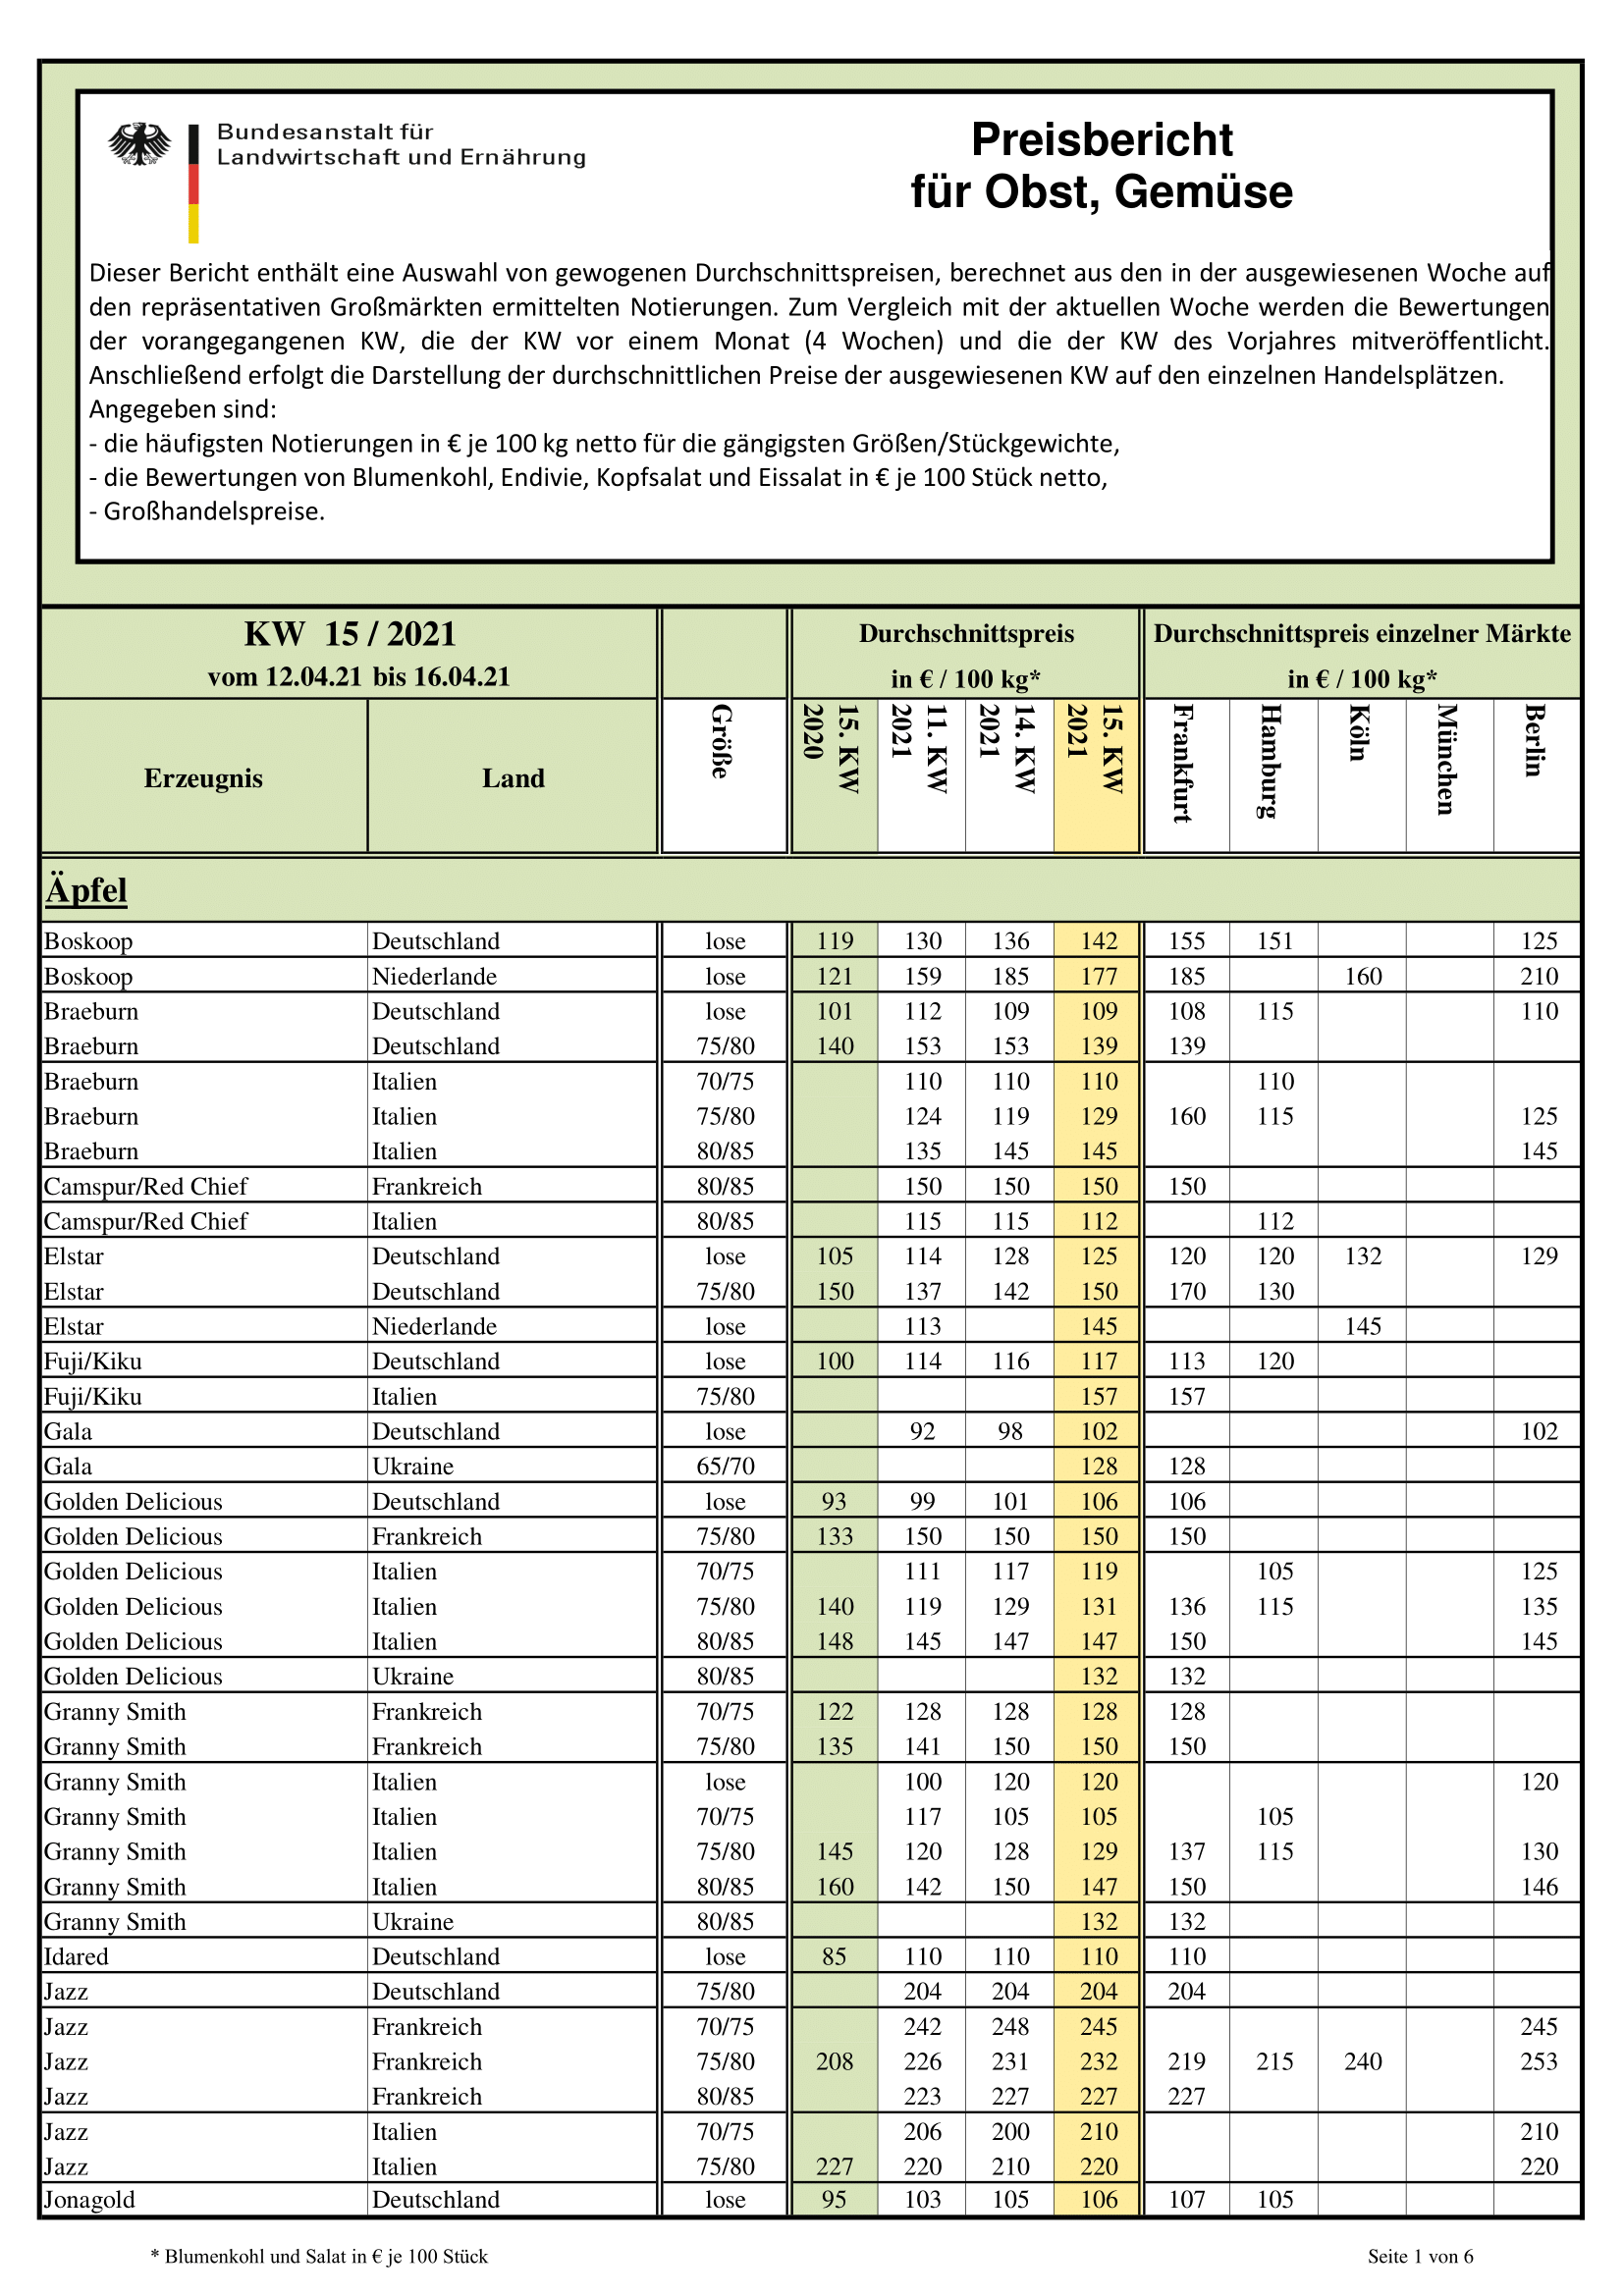 Bundesanstalt für
Landwirtschaft und Ernährung
Preisbericht
für Obst, Gemüse
Dieser Bericht enthält eine Auswahl von gewogenen Durchschnittspreisen, berechnet aus den in der ausgewiesenen Woche auf
den repräsentativen Großmärkten ermittelten Notierungen. Zum Vergleich mit der aktuellen Woche werden die Bewertungen
der vorangegangenen KW, die der KW vor einem Monat (4 Wochen) und die der KW des Vorjahres mitveröffentlicht.
Anschließend erfolgt die Darstellung der durchschnittlichen Preise der ausgewiesenen KW auf den einzelnen Handelsplätzen.
Angegeben sind:
- die häufigsten Notierungen in € je 100 kg netto für die gängigsten Größen/Stückgewichte,
- die Bewertungen von Blumenkohl, Endivie, Kopfsalat und Eissalat in € je 100 Stück netto,
- Großhandelspreise.
KW 15 / 2021 Durchschnittspreis Durchschnittspreis einzelner Märkte
vom 12.04.21 bis 16.04.21 in € / 100 kg* in € / 100 kg*
Erzeugnis Land Größe 15. KW 2020 11. KW 2021 14. KW 2021 15. KW 2021 Frankfurt Hamburg Köln München Berlin
Äpfel
Boskoop Deutschland lose 119 130 136 142 155 151 125
Boskoop Niederlande lose 121 159 185 177 185 160 210
Braeburn Deutschland lose 101 112 109 109 108 115 110
Braeburn Deutschland 75/80 140 153 153 139 139
Braeburn Italien 70/75 110 110 110 110
Braeburn Italien 75/80 124 119 129 160 115 125
Braeburn Italien 80/85 135 145 145 145
Camspur/Red Chief Frankreich 80/85 150 150 150 150
Camspur/Red Chief Italien 80/85 115 115 112 112
Elstar Deutschland lose 105 114 128 125 120 120 132 129
Elstar Deutschland 75/80 150 137 142 150 170 130
Elstar Niederlande lose 113 145 145
Fuji/Kiku Deutschland lose 100 114 116 117 113 120
Fuji/Kiku Italien 75/80 157 157
Gala Deutschland lose 92 98 102 102
Gala Ukraine 65/70 128 128
Golden Delicious Deutschland lose 93 99 101 106 106
Golden Delicious Frankreich 75/80 133 150 150 150 150
Golden Delicious Italien 70/75 111 117 119 105 125
Golden Delicious Italien 75/80 140 119 129 131 136 115 135
Golden Delicious Italien 80/85 148 145 147 147 150 145
Golden Delicious Ukraine 80/85 132 132
Granny Smith Frankreich 70/75 122 128 128 128 128
Granny Smith Frankreich 75/80 135 141 150 150 150
Granny Smith Italien lose 100 120 120 120
Granny Smith Italien 70/75 117 105 105 105
Granny Smith Italien 75/80 145 120 128 129 137 115 130
Granny Smith Italien 80/85 160 142 150 147 150 146
Granny Smith Ukraine 80/85 132 132
Idared Deutschland lose 85 110 110 110 110
Jazz Deutschland 75/80 204 204 204 204
Jazz Frankreich 70/75 242 248 245 245
Jazz Frankreich 75/80 208 226 231 232 219 215 240 253
Jazz Frankreich 80/85 223 227 227 227
Jazz Italien 70/75 206 200 210 210
Jazz Italien 75/80 227 220 210 220 220
Jonagold Deutschland lose 95 103 105 106 107 105
* Blumenkohl und Salat in € je 100 Stück Seite 1 von 6